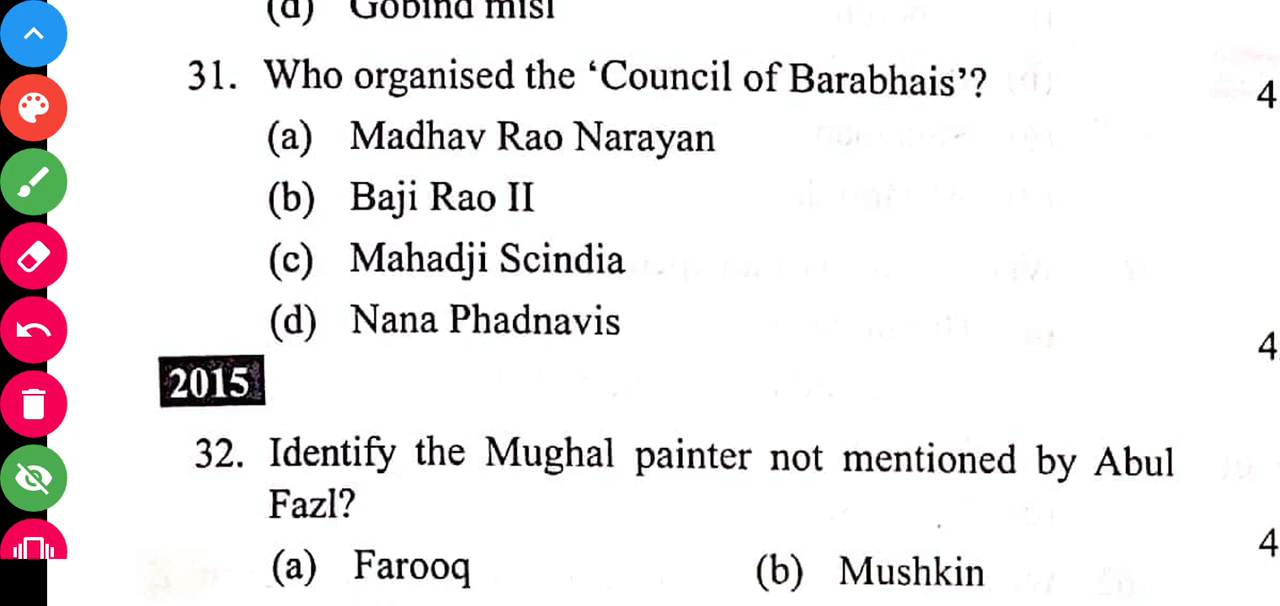 (d) Gobind misl
31. Who organised the ‘Council of Barabhais’? 4
(a) Madhav Rao Narayan
(b) Baji Rao II
(c) Mahadji Scindia
(d) Nana Phadnavis
4
2015
32. Identify the Mughal painter not mentioned by Abul
Fazl?
4
(a) Farooq (b) Mushkin